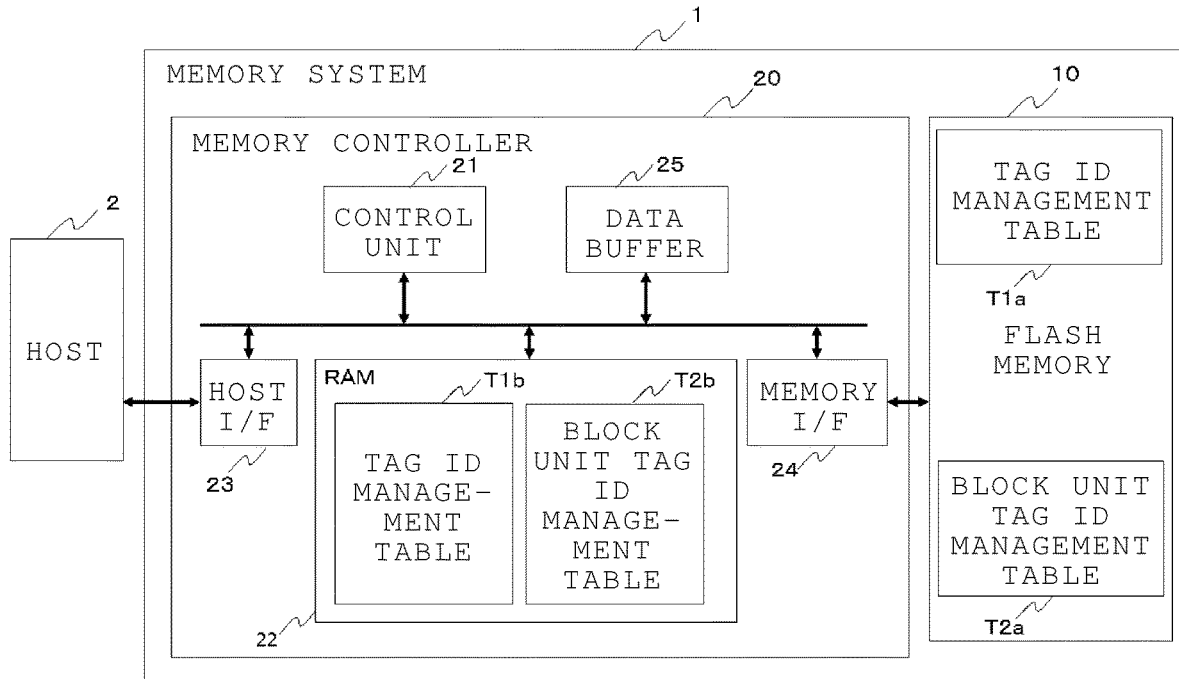 1
MEMORY SYSTEM
20
10
MEMORY CONTROLLER
21
25
2
CONTROL
UNIT
DATA
BUFFER
TAG ID
MANAGEMENT
TABLE
T1a
HOST
FLASH
MEMORY
HOST
I/F
23
RAM
T1b
T2b
TAG ID
MANAGE-
MENT
TABLE
BLOCK
UNIT TAG
ID
MANAGE-
MENT
TABLE
22
MEMORY
I/F
24
BLOCK UNIT
TAG ID
MANAGEMENT
TABLE
T2a